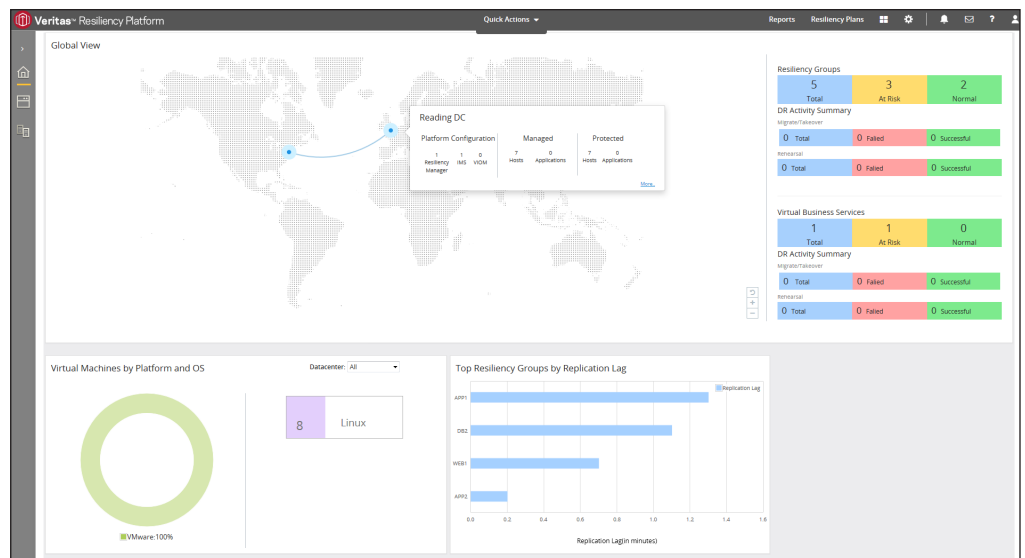 Veritas™ Resiliency Platform
Quick Actions
Reports Resiliency Plans ?
Global View
Reading DC
Platform Configuration Managed Protected
1 1 0 7 0 7 0
Resiliency IMS VIOM Hosts Applications Hosts Applications
Manager
More..
Resiliency Groups
5 3 2
Total At Risk Normal
DR Activity Summary
Migrate/Takeover
0 Total 0 Falied 0 Successful
Rehearsal
0 Total 0 Falied 0 Successful
Virtual Business Services
1 1 0
Total At Risk Normal
DR Activity Summary
Migrate/Takeover
0 Total 0 Falied 0 Successful
Rehearsal
0 Total 0 Falied 0 Successful
Virtual Machines by Platform and OS
Datacenter: All
8 Linux
VMware:100%
Top Resiliency Groups by Replication Lag
Replication Lag
APP1
DB2
WEB1
APP2
0.0 0.2 0.4 0.6 0.8 1.0 1.2 1.4 1.6
Replication Lag(in minutes)